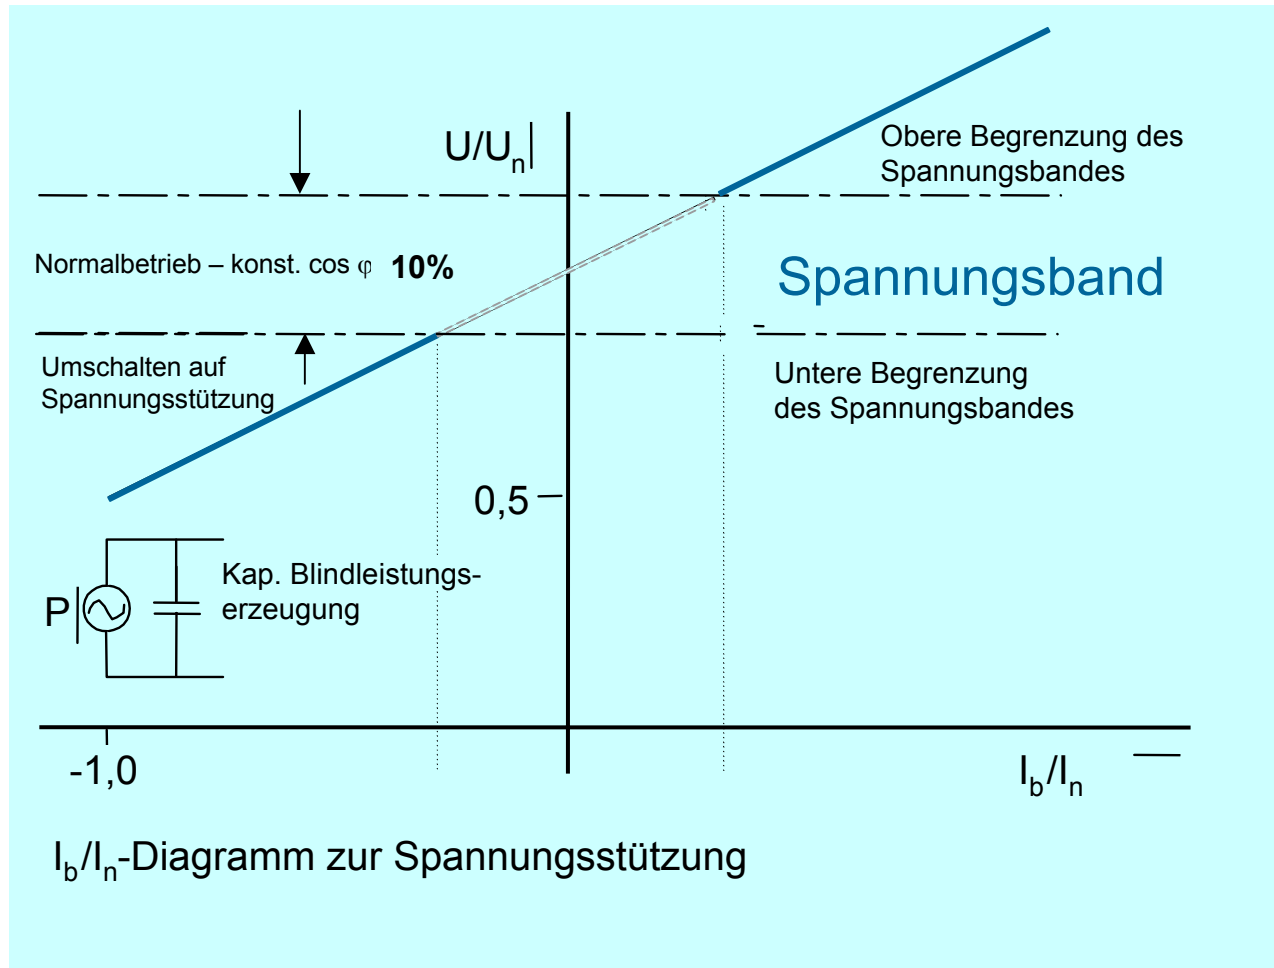 U/Un
Obere Begrenzung des
Spannungsbandes
Normalbetrieb – konst. cos φ 10%
Spannungsband
Umschalten auf
Spannungsstützung
Untere Begrenzung
des Spannungsbandes
0,5
Kap. Blindleistungs-
erzeugung
P
-1,0
Ib/In
Ib/In-Diagramm zur Spannungsstützung